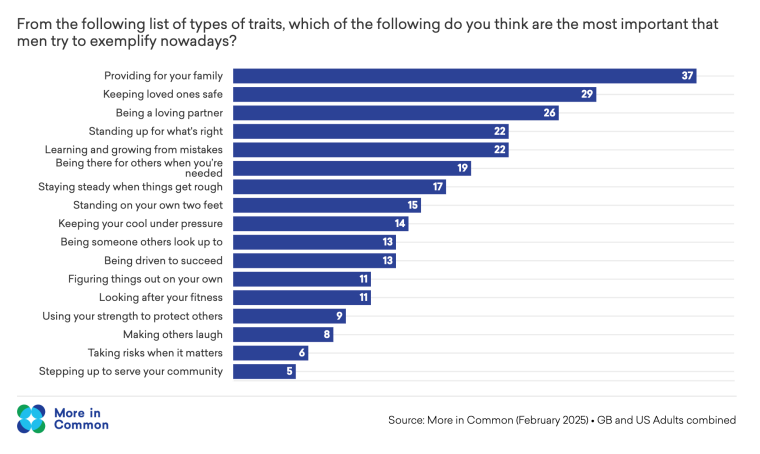 From the following list of types of traits, which of the following do you think are the most important that
men try to exemplify nowadays?
Providing for your family 37
Keeping loved ones safe 29
Being a loving partner 26
Standing up for what's right 22
Learning and growing from mistakes 22
Being there for others when you're
needed 19
Staying steady when things get rough 17
Standing on your own two feet 15
Keeping your cool under pressure 14
Being someone others look up to 13
Being driven to succeed 13
Figuring things out on your own 11
Looking after your fitness 11
Using your strength to protect others 9
Making others laugh 8
Taking risks when it matters 6
Stepping up to serve your community 5
More in
Common
Source: More in Common (February 2025) • GB and US Adults combined